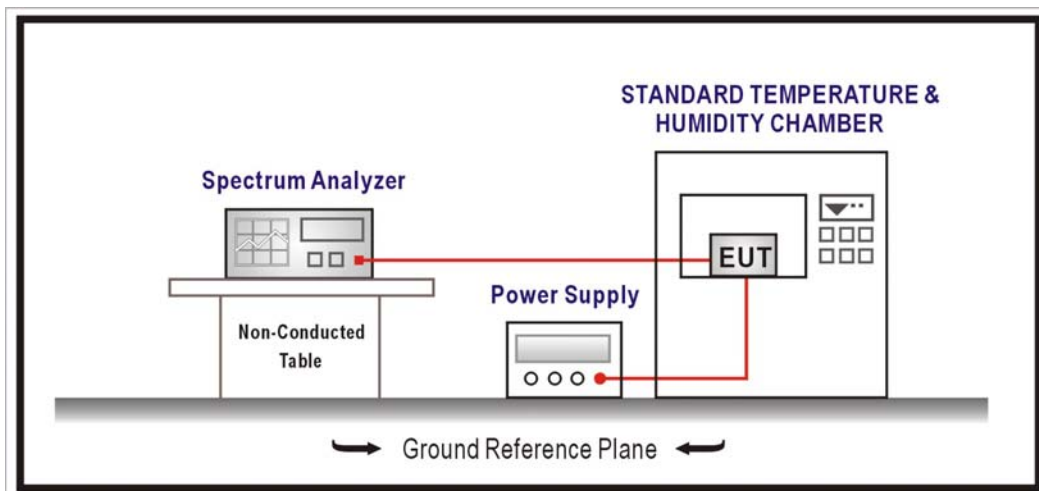 STANDARD TEMPERATURE &
HUMIDITY CHAMBER
Spectrum Analyzer
EUT
Power Supply
Non-Conducted
Table
Ground Reference Plane